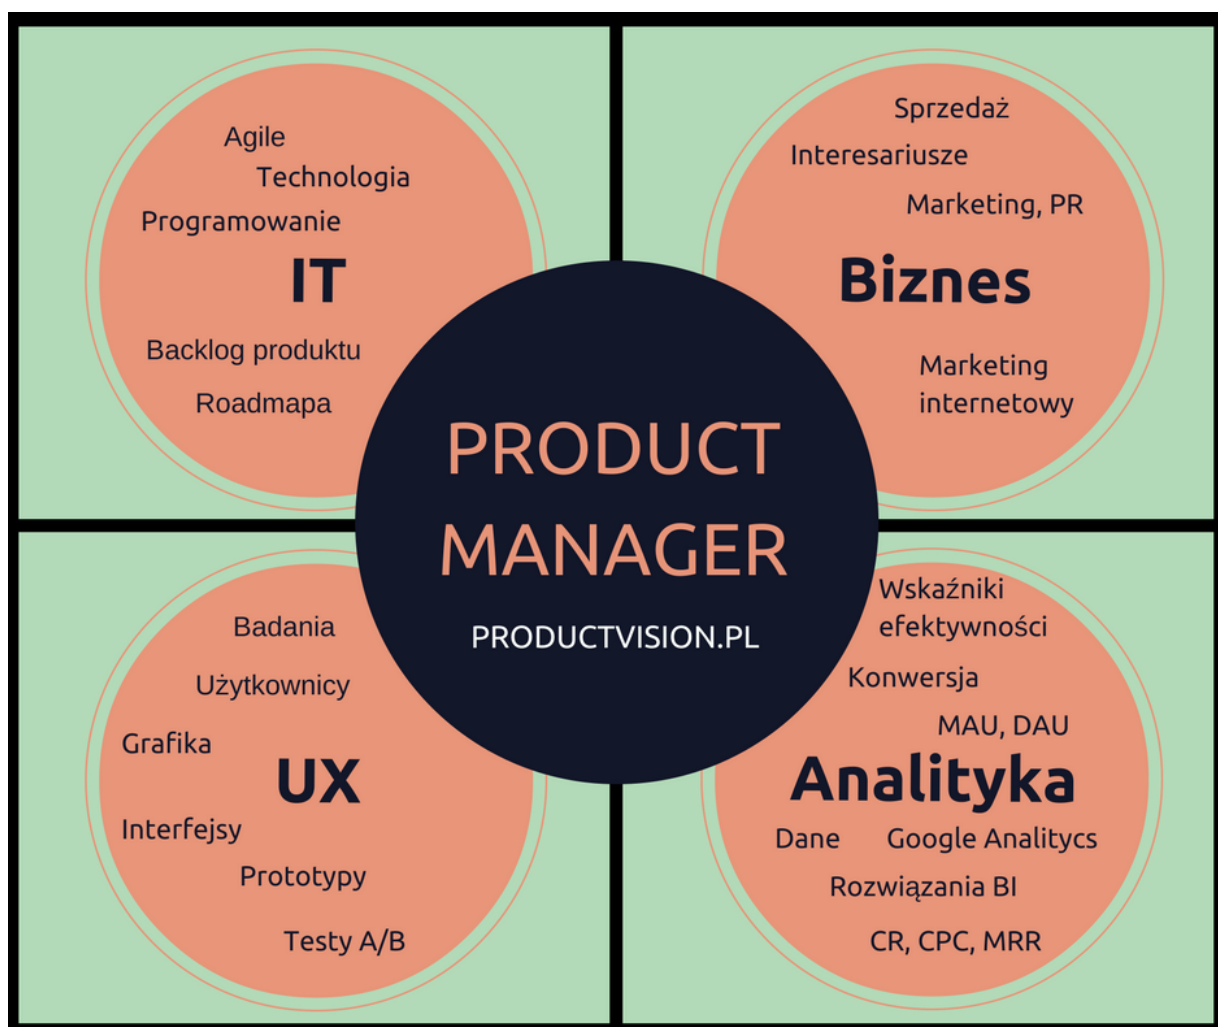 Agile
Technologia
Programowanie
IT
Backlog produktu
Roadmapa
Sprzedaż
Interesariusze
Marketing, PR
Biznes
Marketing
internetowy
PRODUCT
MANAGER
PRODUCTVISION.PL
Badania
Użytkownicy
Grafika
UX
Interfejsy
Prototypy
Testy A/B
Wskaźniki
efektywności
Konwersja
MAU, DAU
Analityka
Dane Google Analitycs
Rozwiązania BI
CR, CPC, MRR